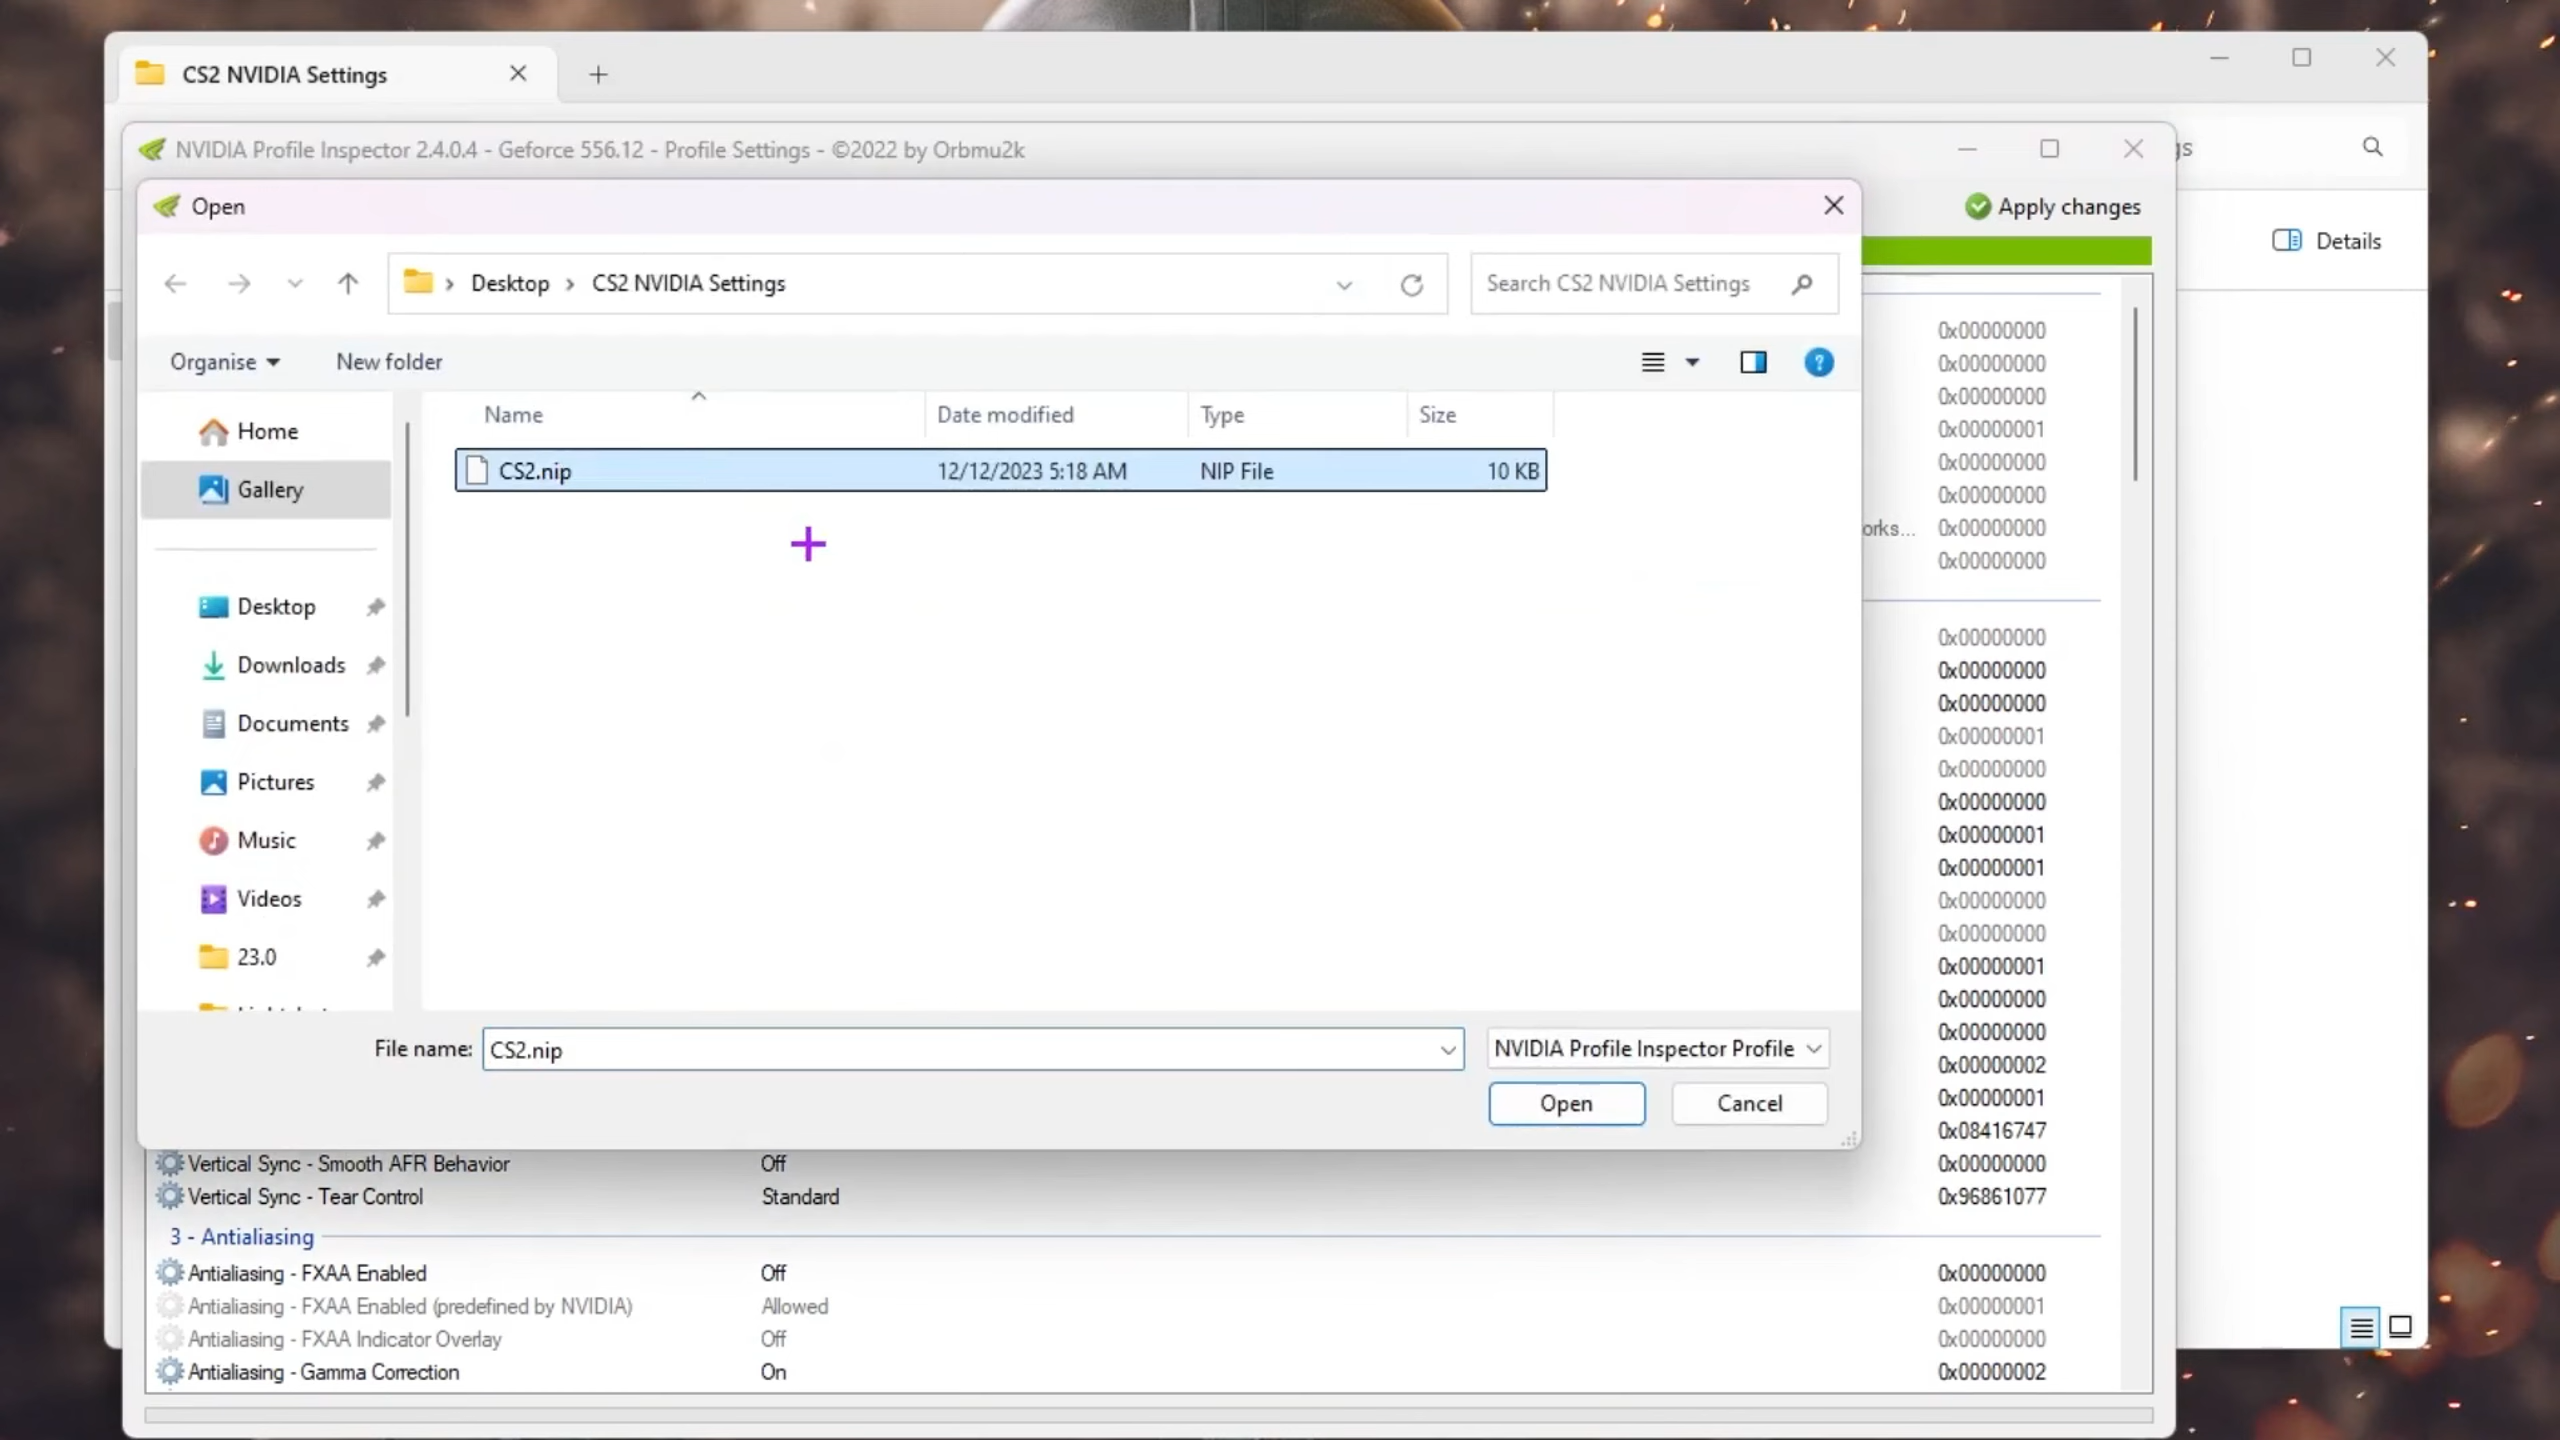 CS2 NVIDIA Settings
NVIDIA Profile Inspector 2.4.0.4 - Geforce 556.12 - Profile Settings - ©2022 by Orbmu2k
gs
Open
Apply changes
Details
Desktop > CS2 NVIDIA Settings
Search CS2 NVIDIA Settings
Organise
New folder
Name
Date modified
Type
Size
CS2.nip
12/12/2023 5:18 AM
NIP File
10 KB
Home
Gallery
Desktop
Downloads
Documents
Pictures
Music
Videos
23.0
File name:
CS2.nip
NVIDIA Profile Inspector Profile
Open
Cancel
0x00000000
0x00000000
0x00000000
0x00000001
0x00000000
0x00000000
orks... 0x00000000
0x00000000
0x00000000
0x00000000
0x00000000
0x00000001
0x00000000
0x00000000
0x00000001
0x00000001
0x00000000
0x00000000
0x00000001
0x00000000
0x00000000
0x00000002
0x00000001
0x08416747
Vertical Sync - Smooth AFR Behavior Off 0x00000000
Vertical Sync - Tear Control Standard 0x96861077
3 - Antialiasing
Antialiasing - FXAA Enabled Off 0x00000000
Antialiasing - FXAA Enabled (predefined by NVIDIA) Allowed 0x00000001
Antialiasing - FXAA Indicator Overlay Off 0x00000000
Antialiasing - Gamma Correction On 0x00000002